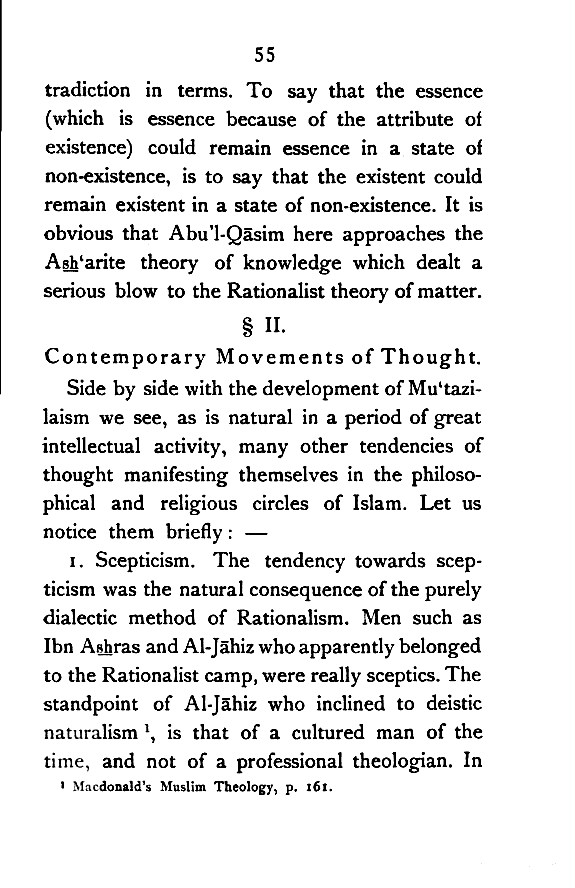 55
tradiction in terms. To say that the essence
(which is essence because of the attribute of
existence) could remain essence in a state of
non-existence, is to say that the existent could
remain existent in a state of non-existence. It is
obvious that Abu'l-Qāsim here approaches the
Ash‘arite theory of knowledge which dealt a
serious blow to the Rationalist theory of matter.
§ II.
Contemporary Movements of Thought.
Side by side with the development of Mu‘tazi-
laism we see, as is natural in a period of great
intellectual activity, many other tendencies of
thought manifesting themselves in the philoso-
phical and religious circles of Islam. Let us
notice them briefly : —
1. Scepticism. The tendency towards scep-
ticism was the natural consequence of the purely
dialectic method of Rationalism. Men such as
Ibn Ashras and Al-Jāhiz who apparently belonged
to the Rationalist camp, were really sceptics. The
standpoint of Al-Jāhiz who inclined to deistic
naturalism ¹, is that of a cultured man of the
time, and not of a professional theologian. In
¹ Macdonald's Muslim Theology, p. 161.